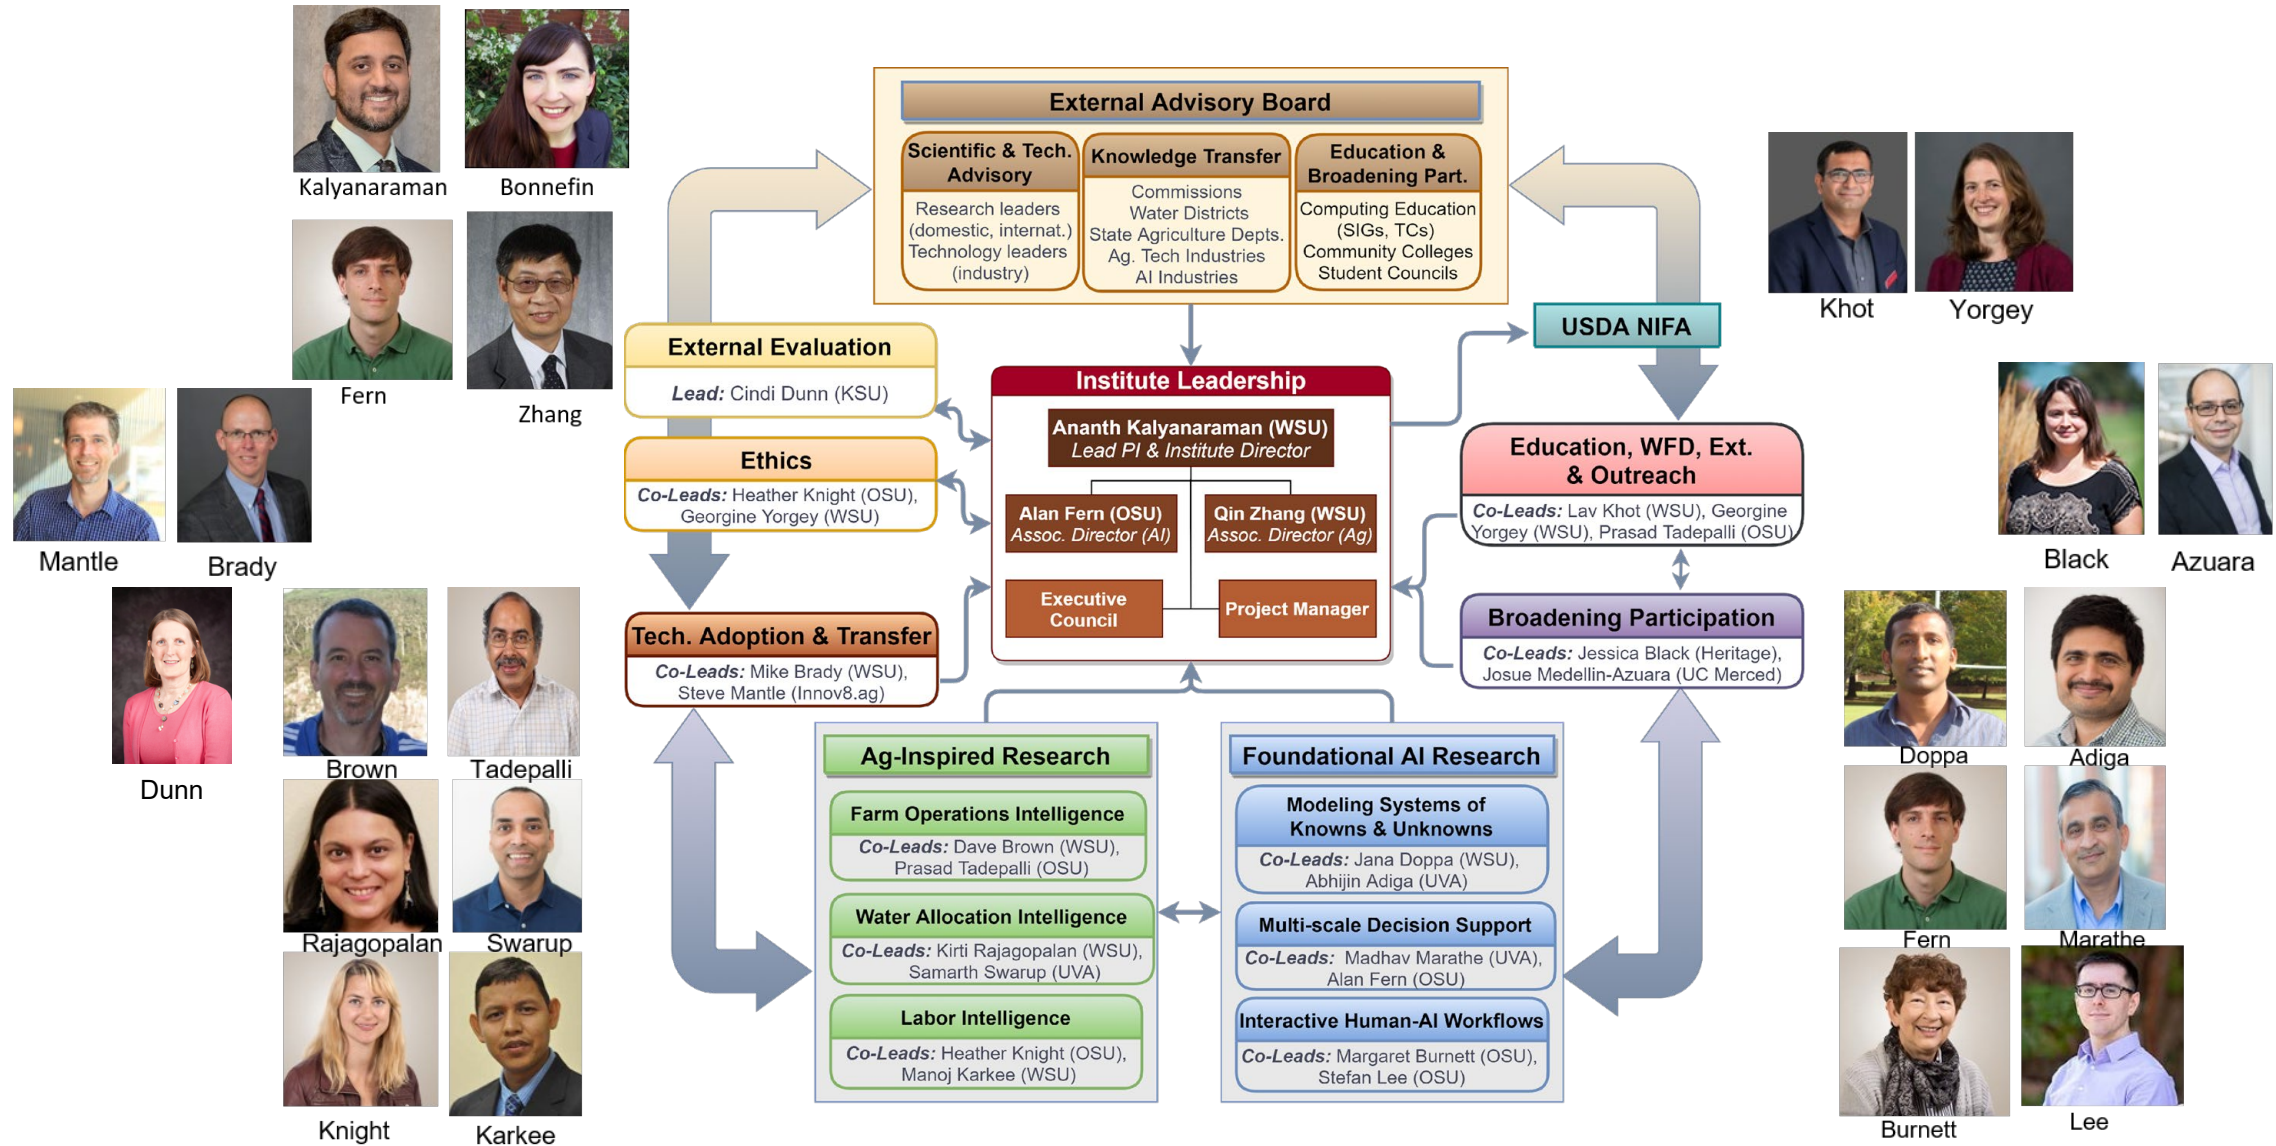 Kalyanaraman
Bonnefin
Fern
Zhang
Mantle
Brady
Dunn
Brown
Tadepalli
Rajagopalan
Swarup
Knight
Karkee
External Advisory Board
Scientific & Tech.
Advisory
Research leaders
(domestic, internat.)
Technology leaders
(industry)
Knowledge Transfer
Commissions
Water Districts
State Agriculture Depts.
Ag. Tech Industries
AI Industries
Education &
Broadening Part.
Computing Education
(SIGs, TCs)
Community Colleges
Student Councils
External Evaluation
Lead: Cindi Dunn (KSU)
Ethics
Co-Leads: Heather Knight (OSU),
Georgine Yorgey (WSU)
Tech. Adoption & Transfer
Co-Leads: Mike Brady (WSU),
Steve Mantle (Innov8.ag)
Institute Leadership
Ananth Kalyanaraman (WSU)
Lead PI & Institute Director
Alan Fern (OSU)
Assoc. Director (AI)
Qin Zhang (WSU)
Assoc. Director (Ag)
Executive
Council
Project Manager
USDA NIFA
Education, WFD, Ext.
& Outreach
Co-Leads: Lav Khot (WSU), Georgine
Yorgey (WSU), Prasad Tadepalli (OSU)
Broadening Participation
Co-Leads: Jessica Black (Heritage),
Josue Medellin-Azuara (UC Merced)
Ag-Inspired Research
Farm Operations Intelligence
Co-Leads: Dave Brown (WSU),
Prasad Tadepalli (OSU)
Water Allocation Intelligence
Co-Leads: Kirti Rajagopalan (WSU),
Samarth Swarup (UVA)
Labor Intelligence
Co-Leads: Heather Knight (OSU),
Manoj Karkee (WSU)
Foundational AI Research
Modeling Systems of
Knowns & Unknowns
Co-Leads: Jana Doppa (WSU),
Abhijin Adiga (UVA)
Multi-scale Decision Support
Co-Leads: Madhav Marathe (UVA),
Alan Fern (OSU)
Interactive Human-AI Workflows
Co-Leads: Margaret Burnett (OSU),
Stefan Lee (OSU)
Khot
Yorgey
Black
Azuara
Doppa
Adiga
Fern
Marathe
Burnett
Lee